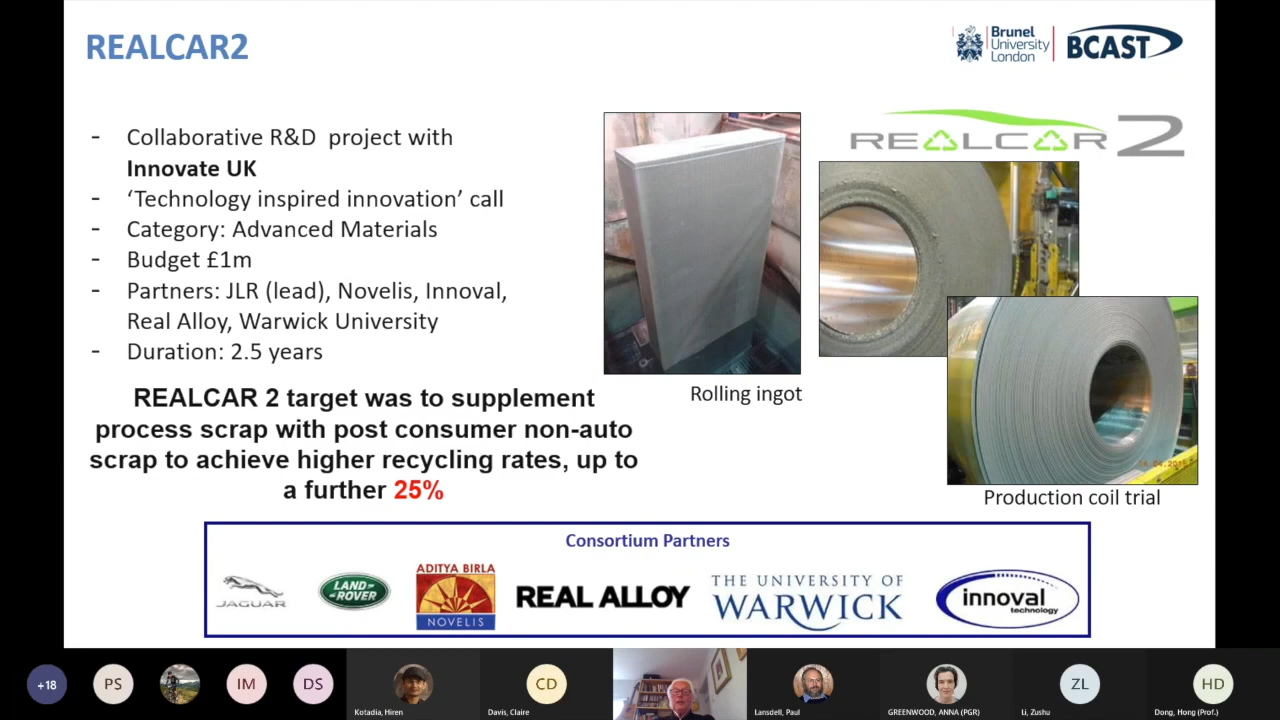 REALCAR2
Brunel
University
London
BCAST
- Collaborative R&D project with
Innovate UK
- ‘Technology inspired innovation’ call
- Category: Advanced Materials
- Budget £1m
- Partners: JLR (lead), Novelis, Innoval,
Real Alloy, Warwick University
- Duration: 2.5 years
REALCAR 2 target was to supplement
process scrap with post consumer non-auto
scrap to achieve higher recycling rates, up to
a further 25%
REALCAR 2
Rolling ingot
Production coil trial
Consortium Partners
JAGUAR
LAND-
ROVER
ADITYA BIRLA
NOVELIS
REAL ALLOY
THE UNIVERSITY OF
WARWICK
innoval
technology
+18
PS
IM
DS
Kotadia, Hiren
CD
Davis, Claire
Lansdell, Paul
GREENWOOD, ANNA (PGR)
ZL
Li, Zushu
HD
Dong, Hong (Prof.)